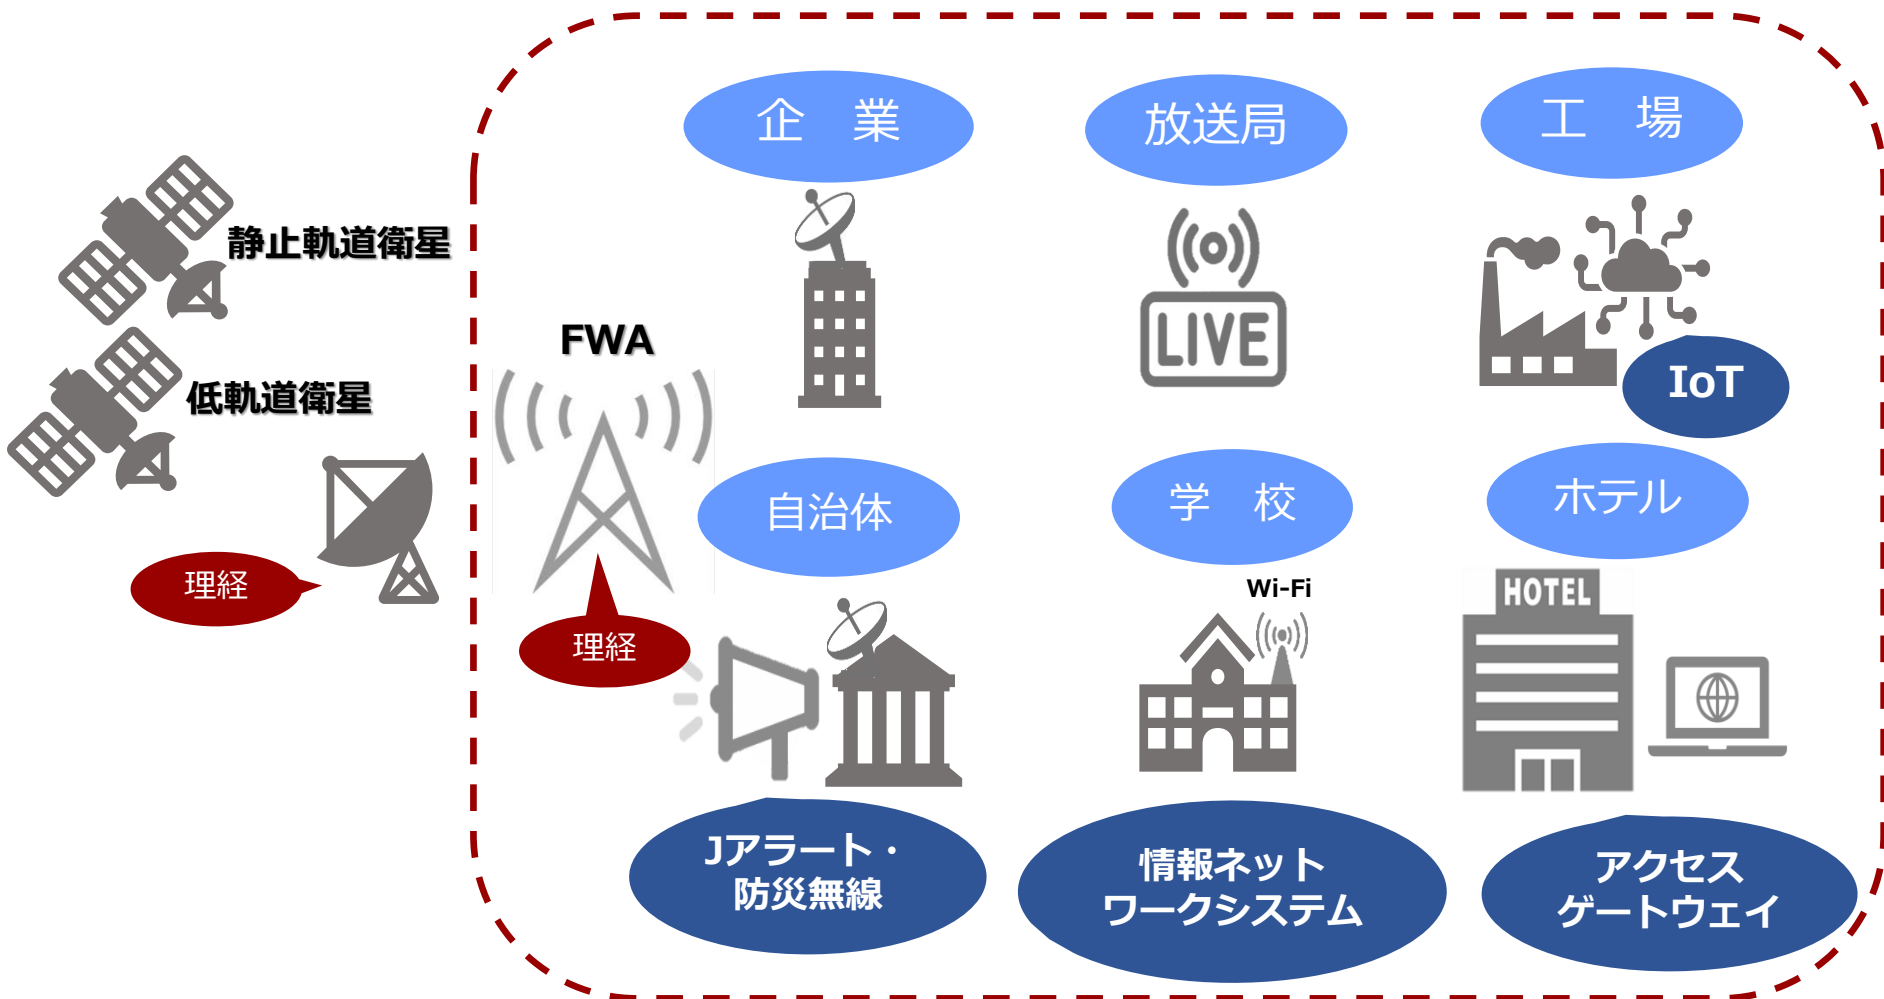 企　業
放送局
工　場
静止軌道衛星
FWA
LIVE
IoT
低軌道衛星
自治体
学　校
ホテル
理経
Wi-Fi
HOTEL
理経
Jアラート・
防災無線
情報ネット
ワークシステム
アクセス
ゲートウェイ